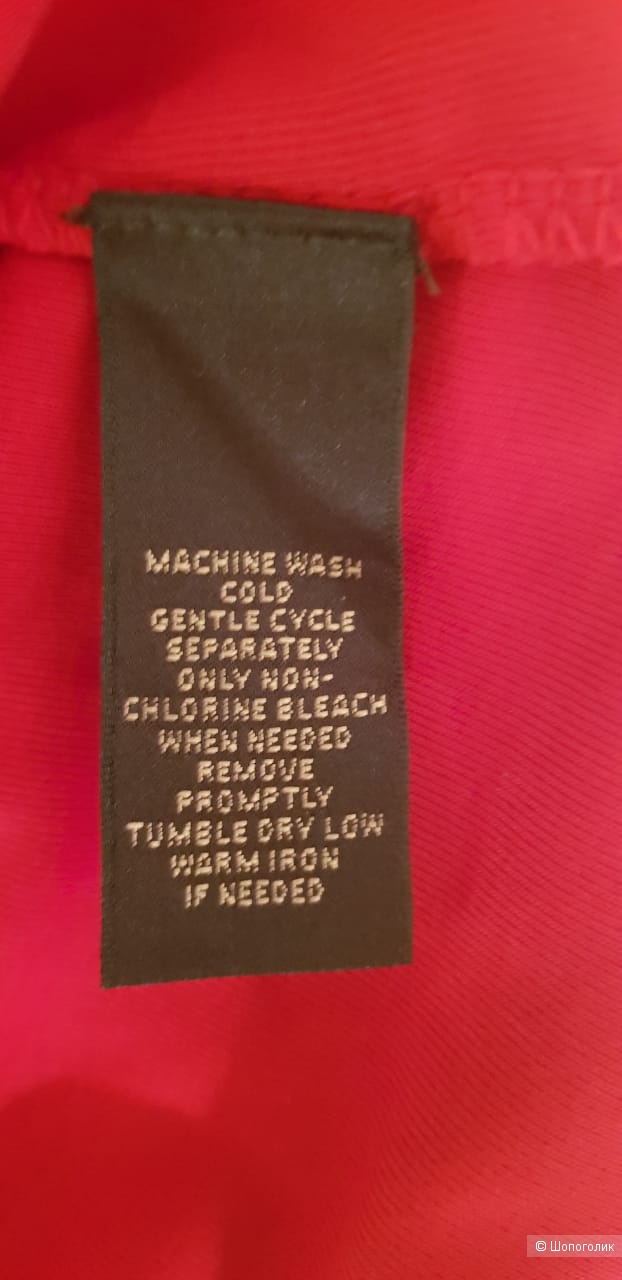 MACHINE WASH
COLD
GENTLE CYCLE
SEPARATELY
ONLY NON-
CHLORINE BLEACH
WHEN NEEDED
REMOVE
PROMPTLY
TUMBLE DRY LOW
WARM IRON
IF NEEDED
© Шопоголик